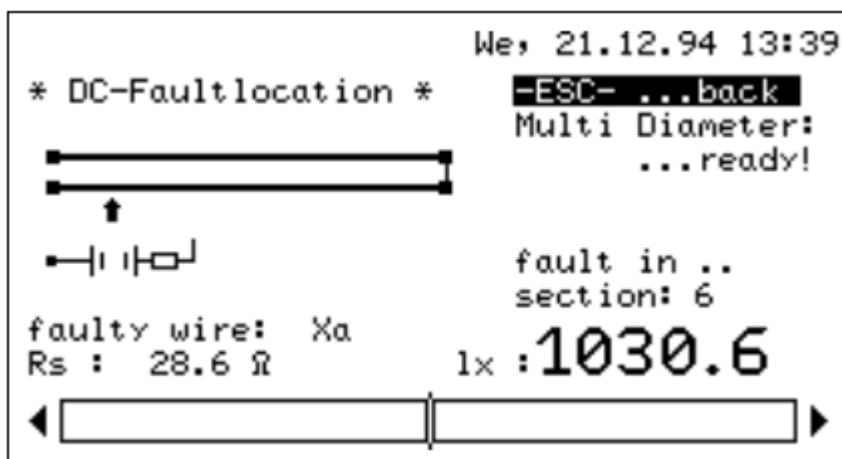 We, 21.12.94 13:39
* DC-Faultlocation *
-ESC- ...back
Multi Diameter:
...ready!
fault in ..
section: 6
faulty wire: Xa
Rs : 28.6 Ω
lx :1030.6